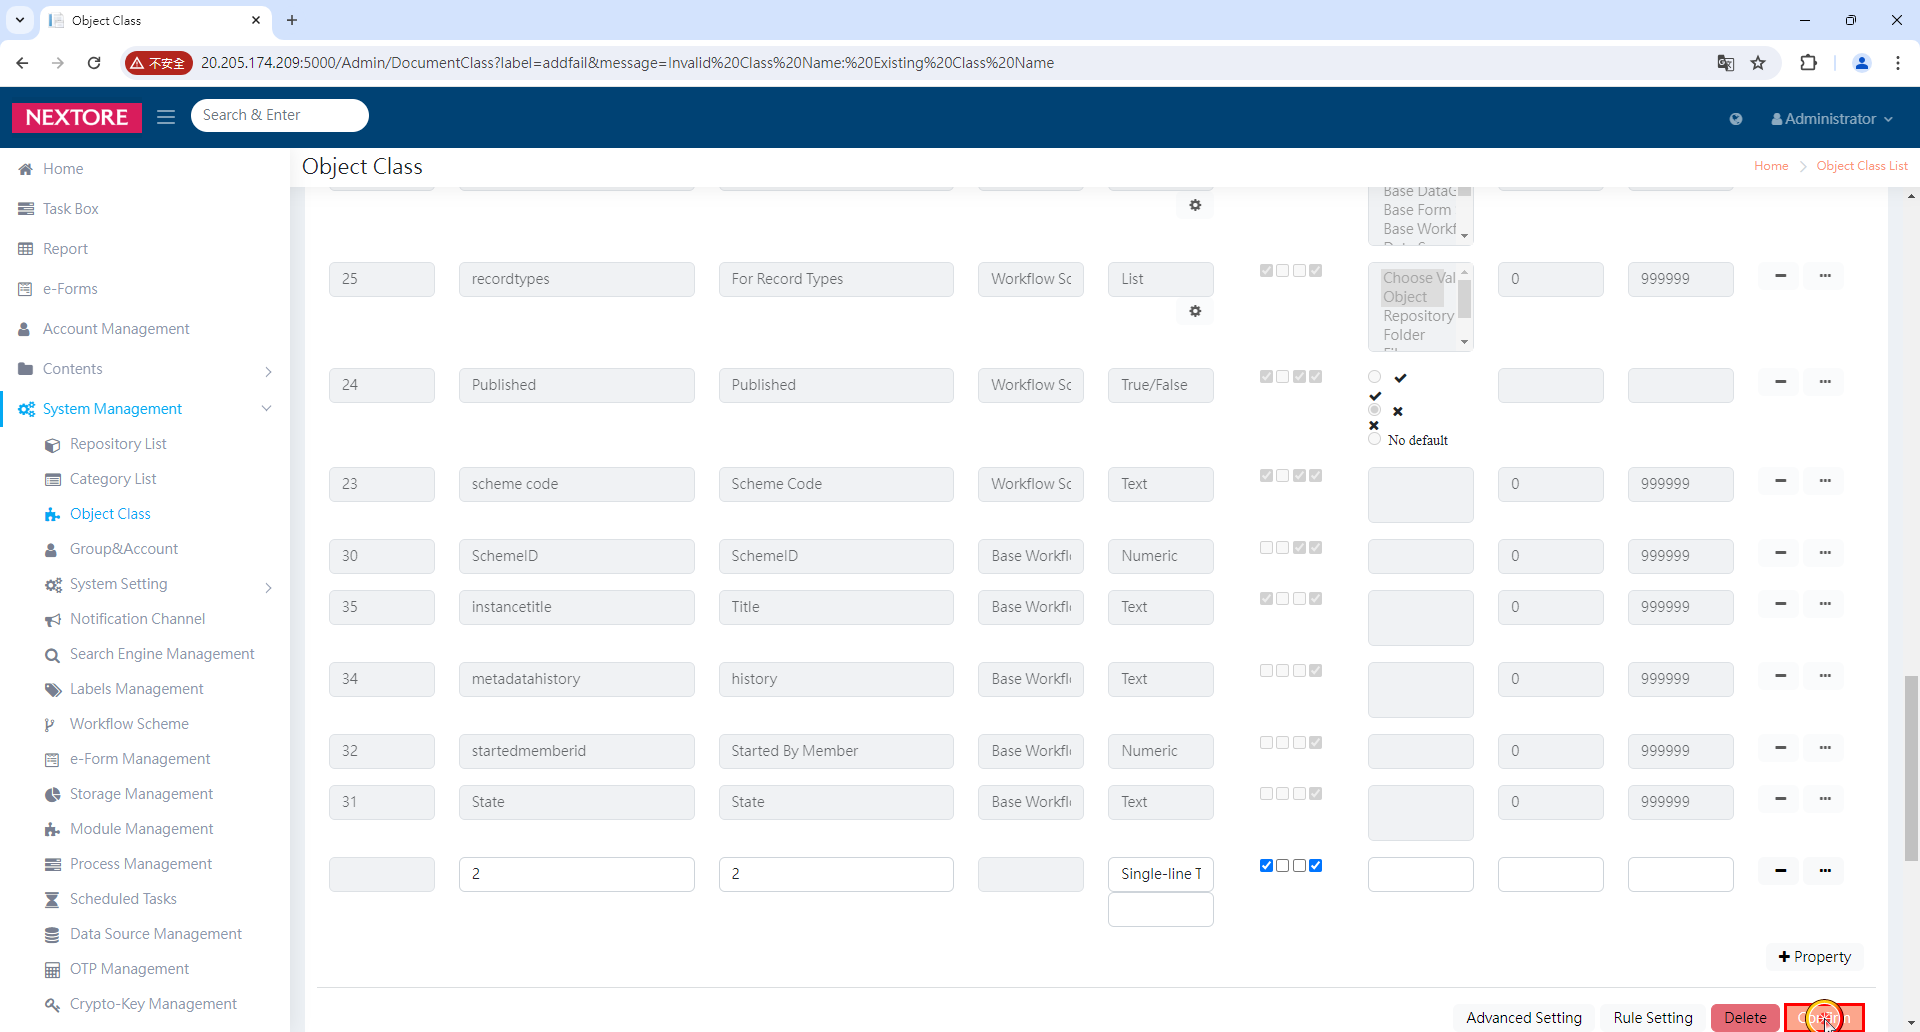 Object Class
不安全
20.205.174.209:5000/Admin/DocumentClass?label=addfail&message=Invalid%20Class%20Name:%20Existing%20Class%20Name
NEXTORE
Search & Enter
Administrator
Object Class
Home
Object Class List
Home
Task Box
Report
e-Forms
Account Management
Contents
System Management
Repository List
Category List
Object Class
Group&Account
System Setting
Notification Channel
Search Engine Management
Labels Management
Workflow Scheme
e-Form Management
Storage Management
Module Management
Process Management
Scheduled Tasks
Data Source Management
OTP Management
Crypto-Key Management
Base DataG
Base Form
Base Workf
25 recordtypes For Record Types Workflow Sc List 0 999999
Choose Val
Object
Repository
Folder
24 Published Published Workflow Sc True/False
No default
23 scheme code Scheme Code Workflow Sc Text 0 999999
30 SchemeID SchemeID Base Workfl Numeric 0 999999
35 instancetitle Title Base Workfl Text 0 999999
34 metadatahistory history Base Workfl Text 0 999999
32 startedmemberid Started By Member Base Workfl Numeric 0 999999
31 State State Base Workfl Text 0 999999
2 2 Single-line T
+ Property
Advanced Setting Rule Setting Delete